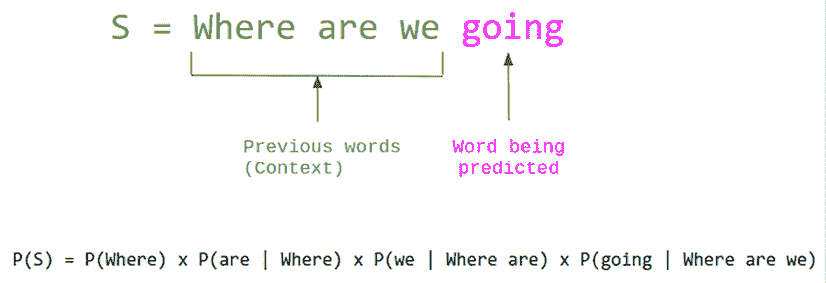 S = Where are we going
Previous words
(Context)
Word being
predicted
P(S) = P(Where) x P(are | Where) x P(we | Where are) x P(going | Where are we)